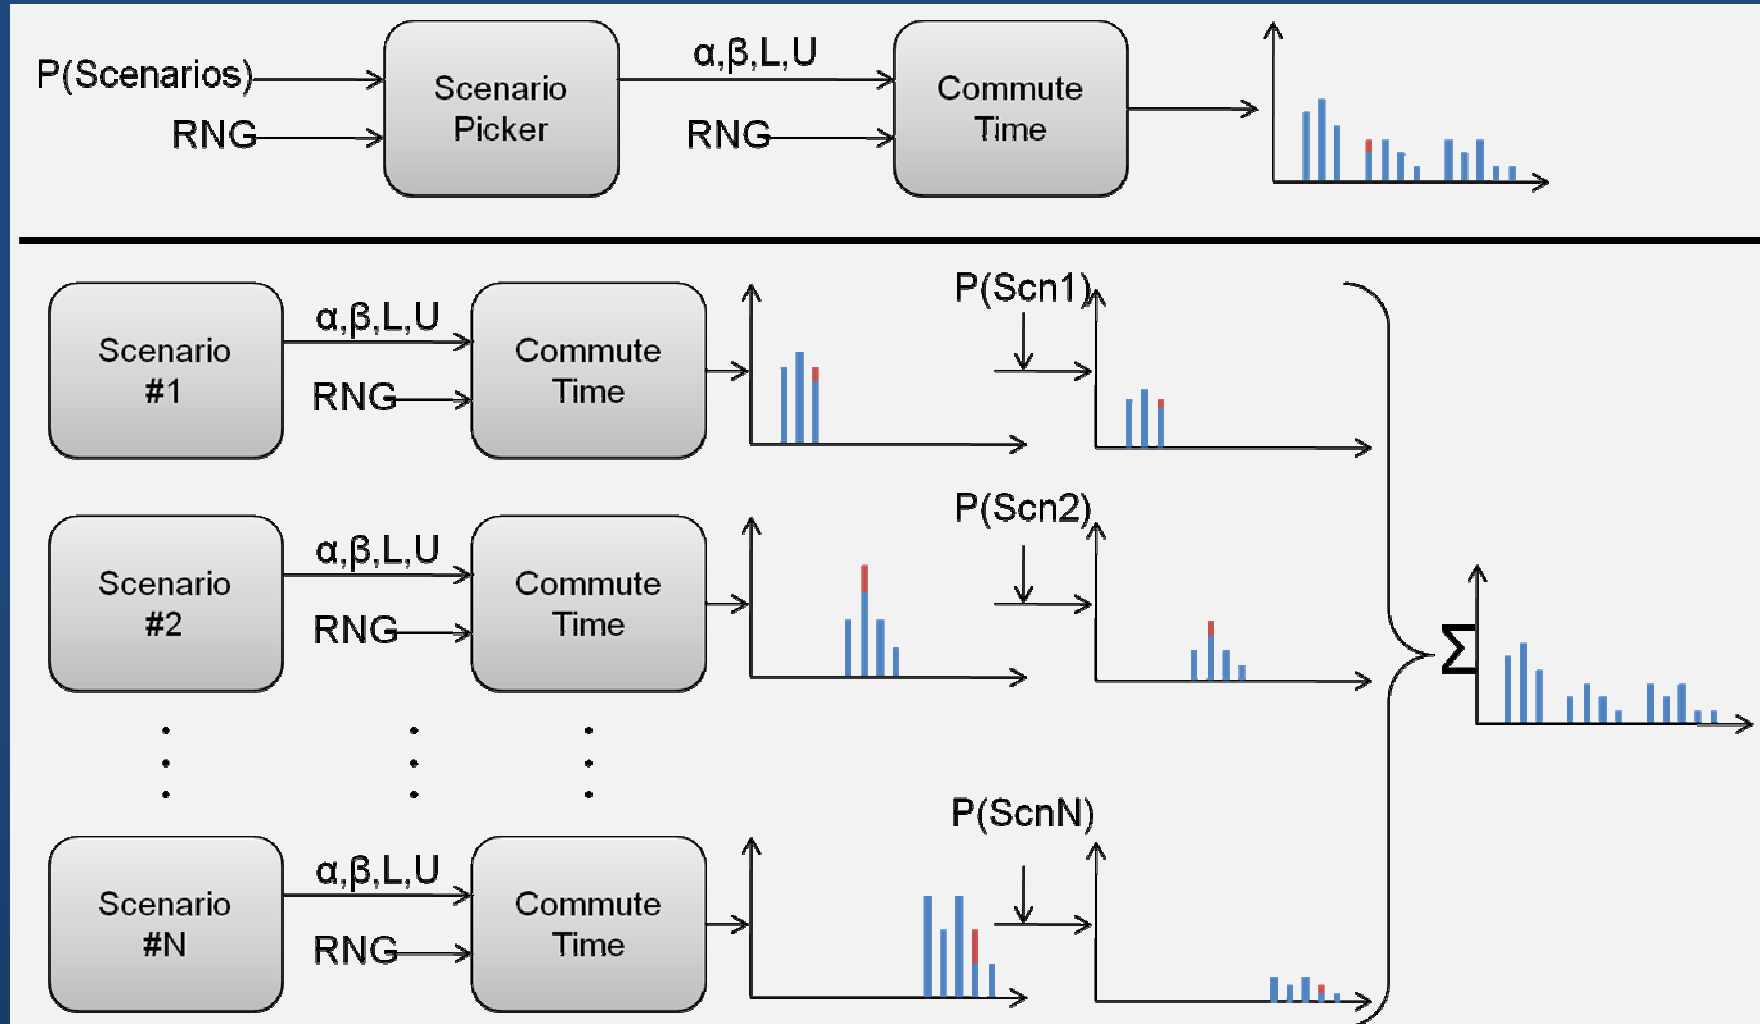 P(Scenarios)
RNG
Scenario
Picker
α,β,L,U
RNG
Commute
Time
Scenario
#1
α,β,L,U
RNG
Commute
Time
P(Scn1)
Scenario
#2
α,β,L,U
RNG
Commute
Time
P(Scn2)
Σ
Scenario
#N
α,β,L,U
RNG
Commute
Time
P(ScnN)